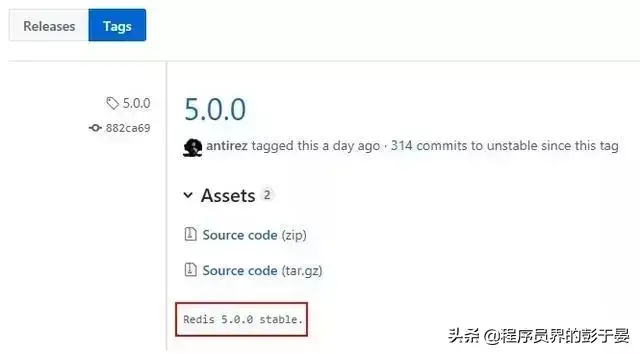 Releases
Tags
5.0.0
882ca69
5.0.0
antirez tagged this a day ago · 314 commits to unstable since this tag
Assets 2
Source code (zip)
Source code (tar.gz)
Redis 5.0.0 stable.
头条 @程序员界的彭于晏